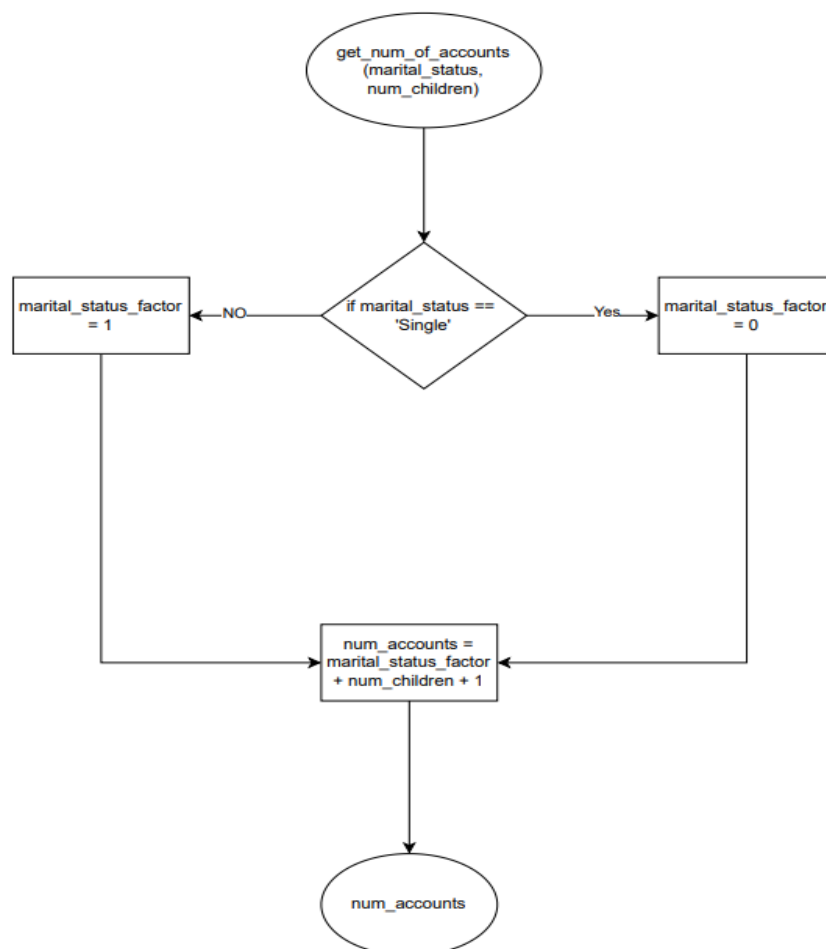 get_num_of_accounts
(marital_status,
num_children)
marital_status_factor
= 1
NO
if marital_status ==
'Single'
Yes
marital_status_factor
= 0
num_accounts =
marital_status_factor
+ num_children + 1
num_accounts